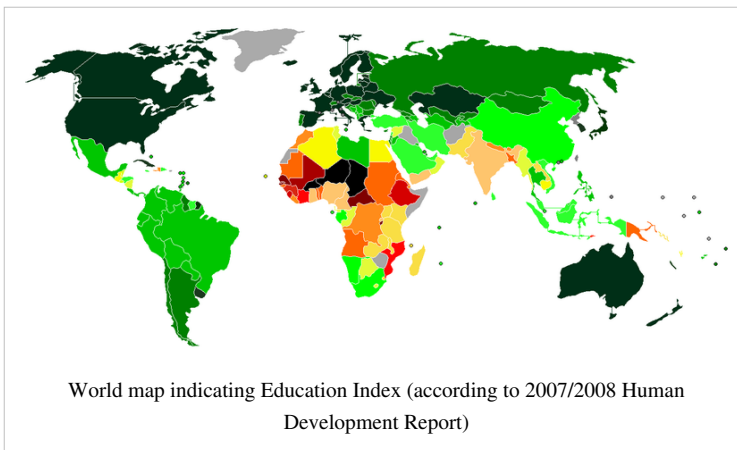 World map indicating Education Index (according to 2007/2008 Human
Development Report)